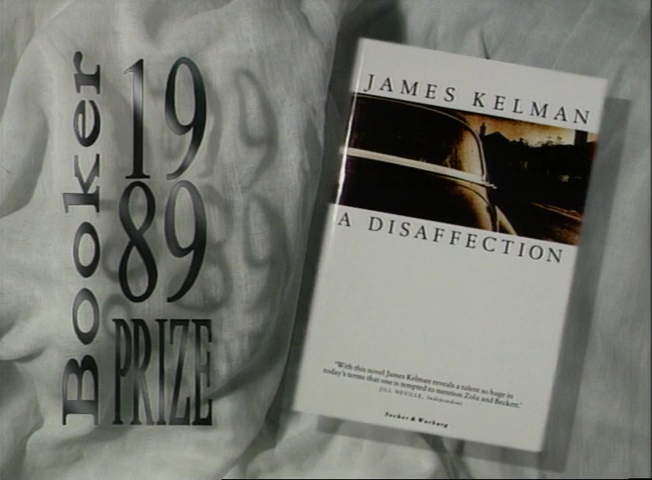 Booker
19
89
PRIZE
JAMES KELMAN
A DISAFFECTION
"With this novel James Kelman reveals a talent so huge in
today's terms that one is tempted to mention Zola and Beckett."
JILL NEVILLE, Independent
Secker & Warburg